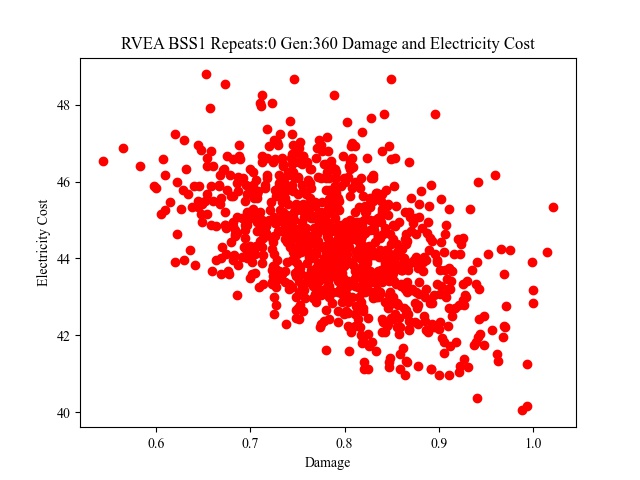 RVEA BSS1 Repeats:0 Gen:360 Damage and Electricity Cost
48
46
44
42
40
Electricity Cost
0.6 0.7 0.8 0.9 1.0
Damage